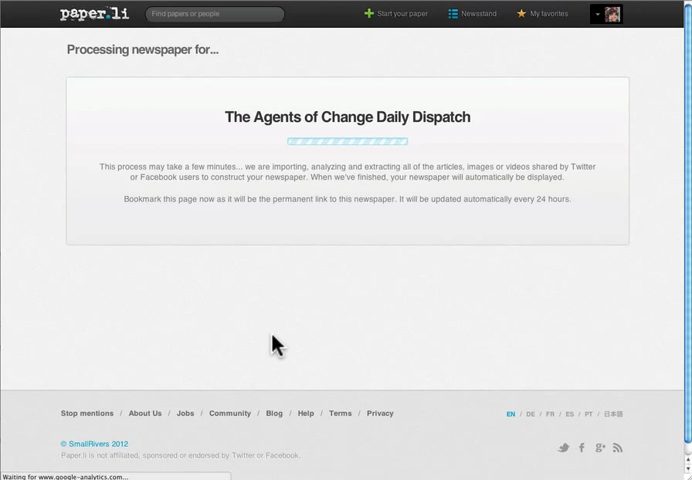 paper.li
Find papers or people
Start your paper
Newsstand
My favorites
Processing newspaper for...
The Agents of Change Daily Dispatch
This process may take a few minutes... we are importing, analyzing and extracting all of the articles, images or videos shared by Twitter
or Facebook users to construct your newspaper. When we've finished, your newspaper will automatically be displayed.
Bookmark this page now as it will be the permanent link to this newspaper. It will be updated automatically every 24 hours.
Stop mentions / About Us / Jobs / Community / Blog / Help / Terms / Privacy
EN / DE / FR / ES / PT / 日本語
© SmallRivers 2012
Paper.li is not affiliated, sponsored or endorsed by Twitter or Facebook.
Waiting for www.google-analytics.com...